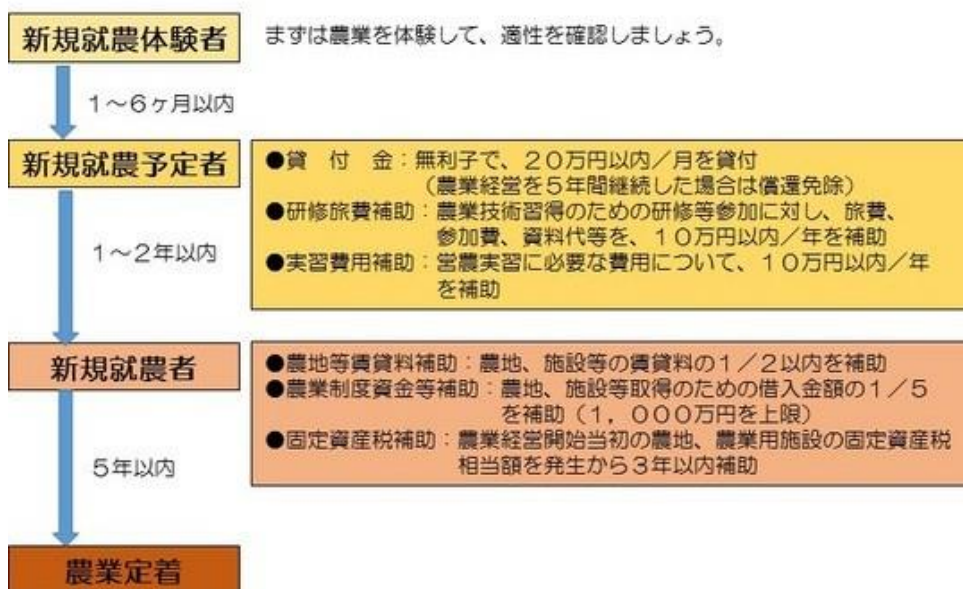 新規就農体験者
まずは農業を体験して、適性を確認しましょう。
1～6ヶ月以内
新規就農予定者
●貸　付　金：無利子で、20万円以内／月を貸付
（農業経営を5年間継続した場合は償還免除）
●研修旅費補助：農業技術習得のための研修等参加に対し、旅費、
参加費、資料代等を、10万円以内／年を補助
●実習費用補助：営農実習に必要な費用について、10万円以内／年
を補助
1～2年以内
新規就農者
●農地等賃貸料補助：農地、施設等の賃貸料の1／2以内を補助
●農業制度資金等補助：農地、施設等取得のための借入金額の1／5
を補助（1，000万円を上限）
●固定資産税補助：農業経営開始当初の農地、農業用施設の固定資産税
相当額を発生から3年以内補助
5年以内
農業定着